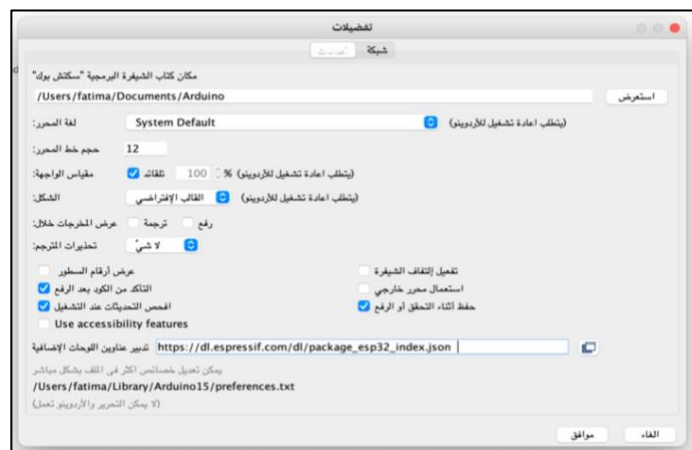 تفضيلات
شبكة إعدادات
مكان كتاب الشيفرة البرمجية "سكتش بوك"
/Users/fatima/Documents/Arduino استعرض
لغة المحرر: System Default (يتطلب اعادة تشغيل للأردوينو)
حجم خط المحرر: 12
مقياس الواجهة: تلقائد 100 % (يتطلب اعادة تشغيل للأردوينو)
الشكل: القالب الإفتراضي (يتطلب اعادة تشغيل للأردوينو)
عرض المخرجات خلال: ترجمة رفع
تحذيرات المترجم: لا شيئ
عرض أرقام السطور تفعيل إلتفاف الشيفرة
التأكد من الكود بعد الرفع استعمال محرر خارجي
افحص التحديثات عند التشغيل حفظ أثناء التحقق أو الرفع
Use accessibility features
تدبير عناوين اللوحات الإضافية https://dl.espressif.com/dl/package_esp32_index.json
يمكن تعديل خصائص اكثر في الملف بشكل مباشر
/Users/fatima/Library/Arduino15/preferences.txt
(لا يمكن التحرير والأردوينو تعمل)
موافق الغاء